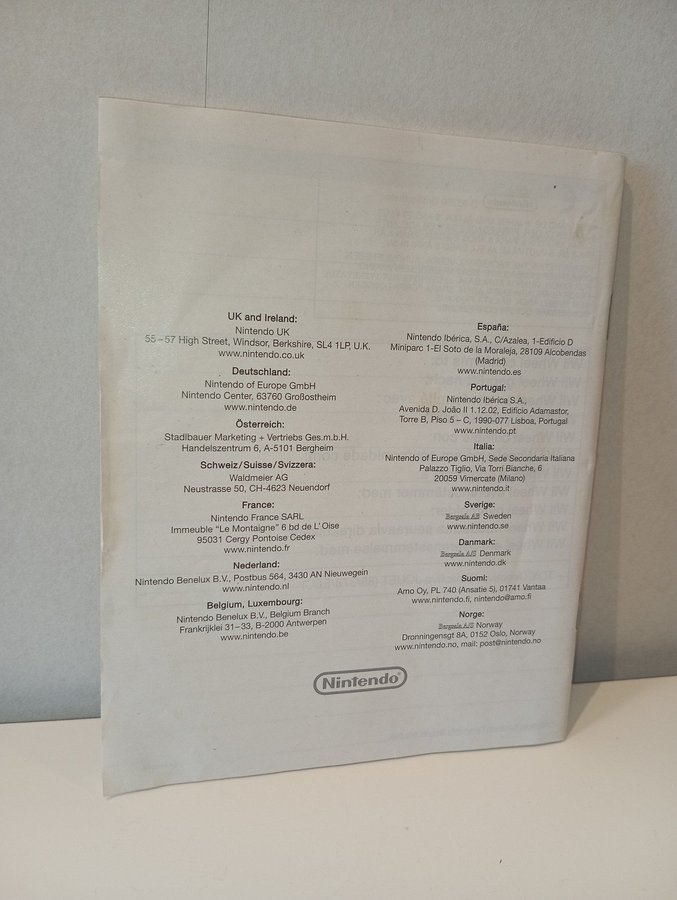 UK and Ireland:
Nintendo UK
55–57 High Street, Windsor, Berkshire, SL4 1LP, U.K.
www.nintendo.co.uk
Deutschland:
Nintendo of Europe GmbH
Nintendo Center, 63760 Großostheim
www.nintendo.de
Österreich:
Stadlbauer Marketing + Vertriebs Ges.m.b.H.
Handelszentrum 6, A-5101 Bergheim
Schweiz/Suisse/Svizzera:
Waldmeier AG
Neustrasse 50, CH-4623 Neuendorf
France:
Nintendo France SARL
Immeuble "Le Montaigne" 6 bd de L'Oise
95031 Cergy Pontoise Cedex
www.nintendo.fr
Nederland:
Nintendo Benelux B.V., Postbus 564, 3430 AN Nieuwegein
www.nintendo.nl
Belgium, Luxembourg:
Nintendo Benelux B.V., Belgium Branch
Frankrijklei 31–33, B-2000 Antwerpen
www.nintendo.be
España:
Nintendo Ibérica, S.A., C/Azalea, 1-Edificio D
Miniparc 1-El Soto de la Moraleja, 28109 Alcobendas
(Madrid)
www.nintendo.es
Portugal:
Nintendo Ibérica S.A.,
Avenida D. João II 1.12.02, Edifício Adamastor,
Torre B, Piso 5 – C, 1990-077 Lisboa, Portugal
www.nintendo.pt
Italia:
Nintendo of Europe GmbH, Sede Secondaria Italiana
Palazzo Tiglio, Via Torri Bianche, 6
20059 Vimercate (Milano)
www.nintendo.it
Sverige:
Bergsala AB Sweden
www.nintendo.se
Danmark:
Bergsala A/S Denmark
www.nintendo.dk
Suomi:
Amo Oy, PL 740 (Ansatie 5), 01741 Vantaa
www.nintendo.fi, nintendo@amo.fi
Norge:
Bergsala A/S Norway
Dronningensgt 8A, 0152 Oslo, Norway
www.nintendo.no, mail: post@nintendo.no
Nintendo®